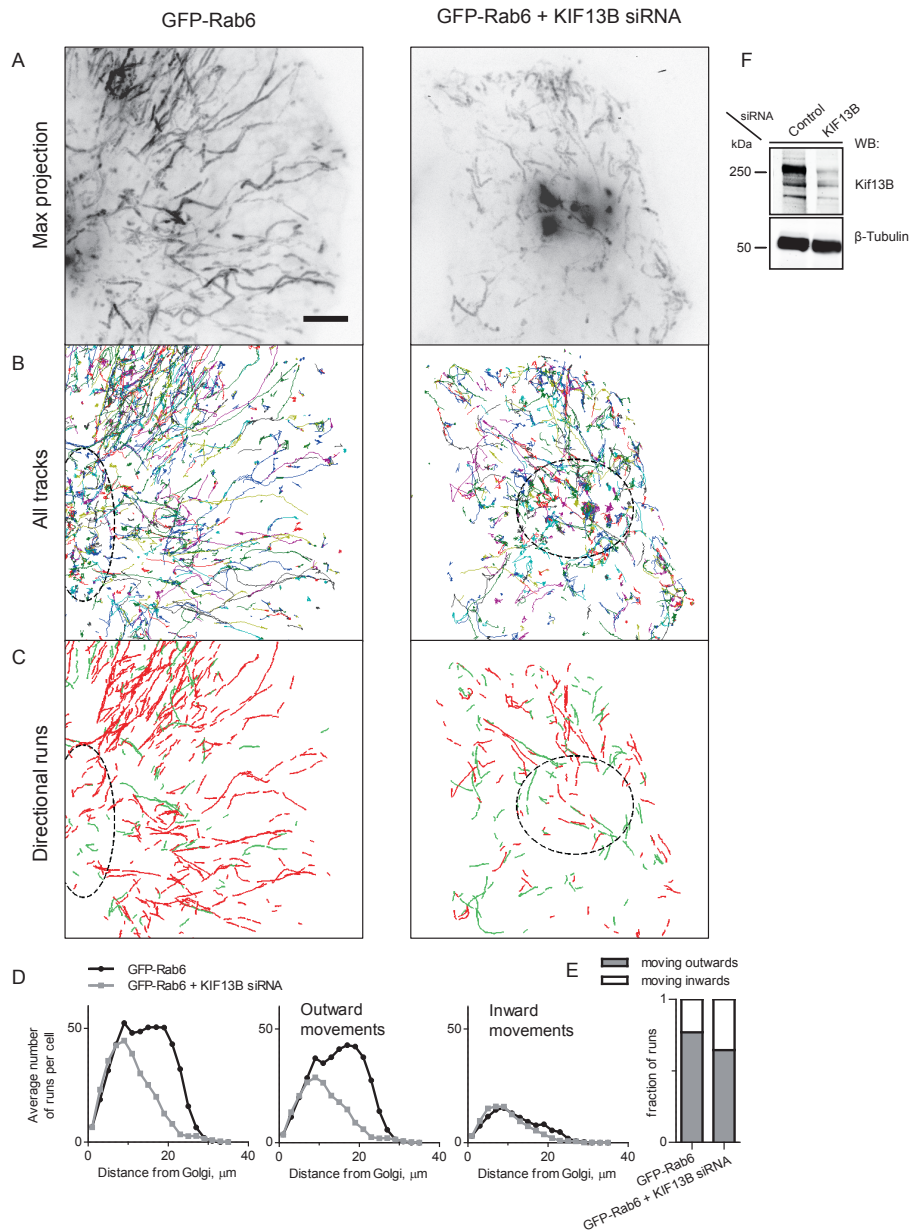 GFP-Rab6
GFP-Rab6 + KIF13B siRNA
A
Max projection
F
siRNA
Control
KIF13B
kDa
WB:
250
Kif13B
50
β-Tubulin
B
All tracks
C
Directional runs
D
GFP-Rab6
GFP-Rab6 + KIF13B siRNA
Average number
of runs per cell
50
0
0
20
40
Distance from Golgi, μm
Outward
movements
50
0
0
20
40
Distance from Golgi, μm
Inward
movements
50
0
0
20
40
Distance from Golgi, μm
E
moving outwards
moving inwards
fraction of runs
1
0
GFP-Rab6
GFP-Rab6 + KIF13B siRNA